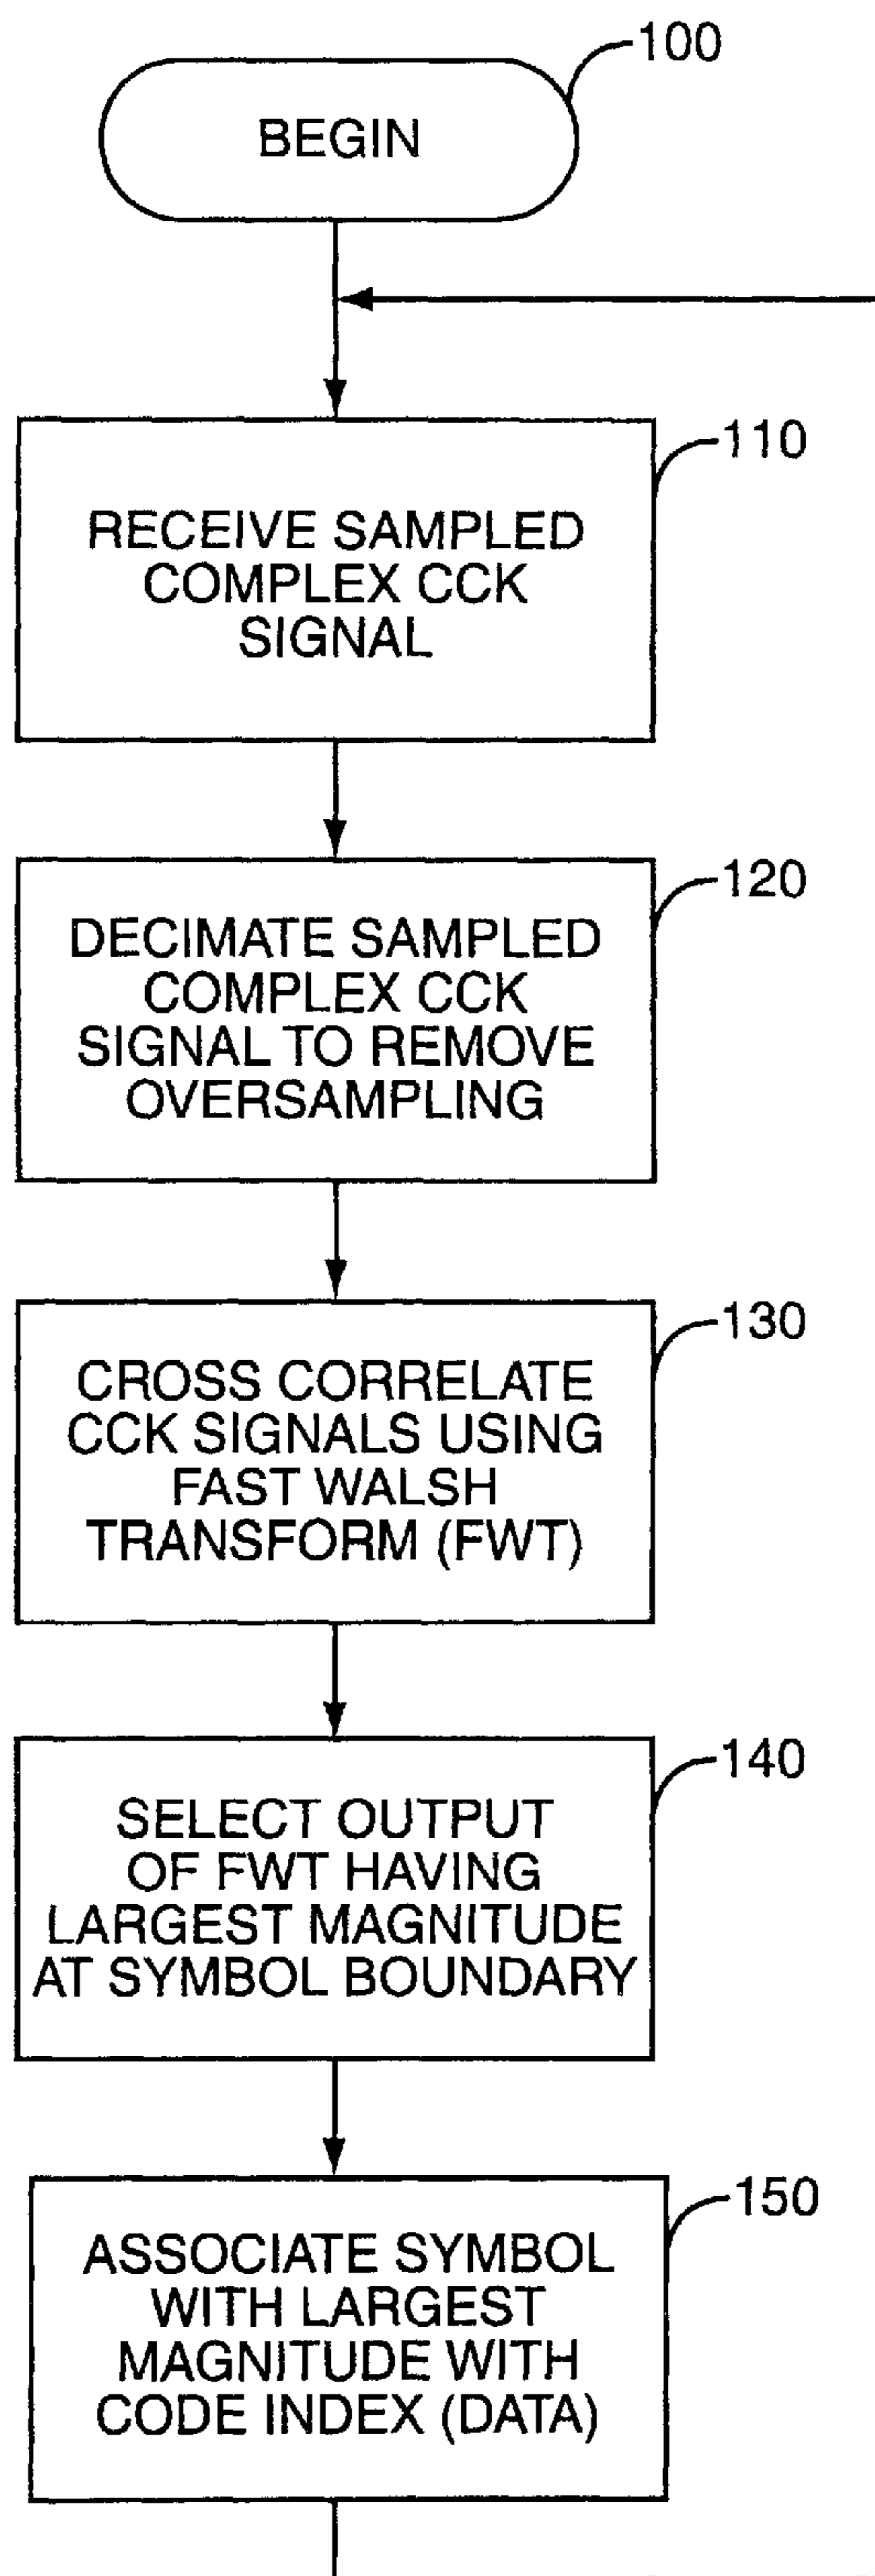 100
BEGIN
110
RECEIVE SAMPLED
COMPLEX CCK
SIGNAL
120
DECIMATE SAMPLED
COMPLEX CCK
SIGNAL TO REMOVE
OVERSAMPLING
130
CROSS CORRELATE
CCK SIGNALS USING
FAST WALSH
TRANSFORM (FWT)
140
SELECT OUTPUT
OF FWT HAVING
LARGEST MAGNITUDE
AT SYMBOL BOUNDARY
150
ASSOCIATE SYMBOL
WITH LARGEST
MAGNITUDE WITH
CODE INDEX (DATA)